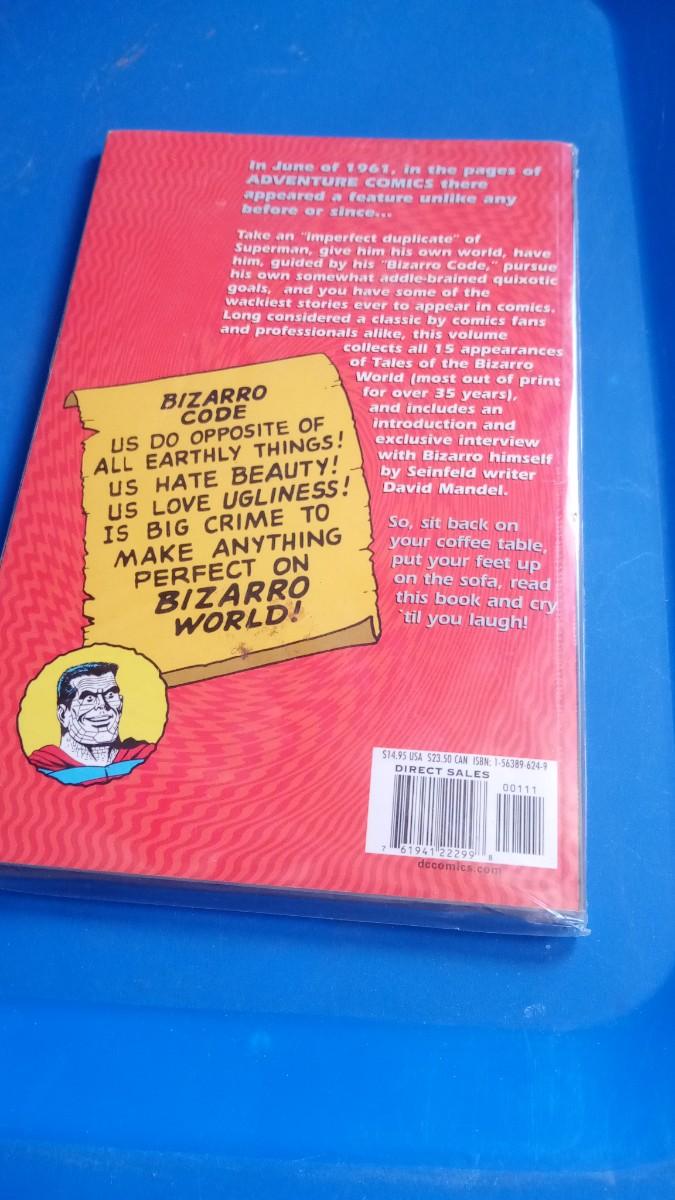 In June of 1961, in the pages of
ADVENTURE COMICS there
appeared a feature unlike any
before or since...
Take an "imperfect duplicate" of
Superman, give him his own world, have
him, guided by his "Bizarro Code," pursue
his own somewhat addle-brained quixotic
goals, and you have some of the
wackiest stories ever to appear in comics.
Long considered a classic by comics fans
and professionals alike, this volume
collects all 15 appearances
of Tales of the Bizarro
World (most out of print
for over 35 years),
and includes an
introduction and
exclusive interview
with Bizarro himself
by Seinfeld writer
David Mandel.
So, sit back on
your coffee table,
put your feet up
on the sofa, read
this book and cry
'til you laugh!
BIZARRO
CODE
US DO OPPOSITE OF
ALL EARTHLY THINGS!
US HATE BEAUTY!
US LOVE UGLINESS!
IS BIG CRIME TO
MAKE ANYTHING
PERFECT ON
BIZARRO
WORLD!
$14.95 USA $23.50 CAN ISBN: 1-56389-624-9
DIRECT SALES
00111
7 61941 22299 8
dccomics.com